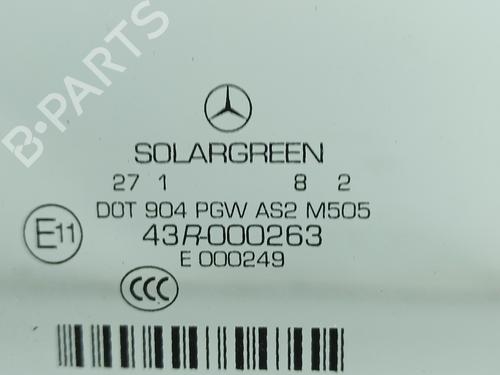 B-PARTS
SOLARGREEN
27 1 8 2
DOT 904 PGW AS2 M505
E11
43R-000263
E 000249
CCC